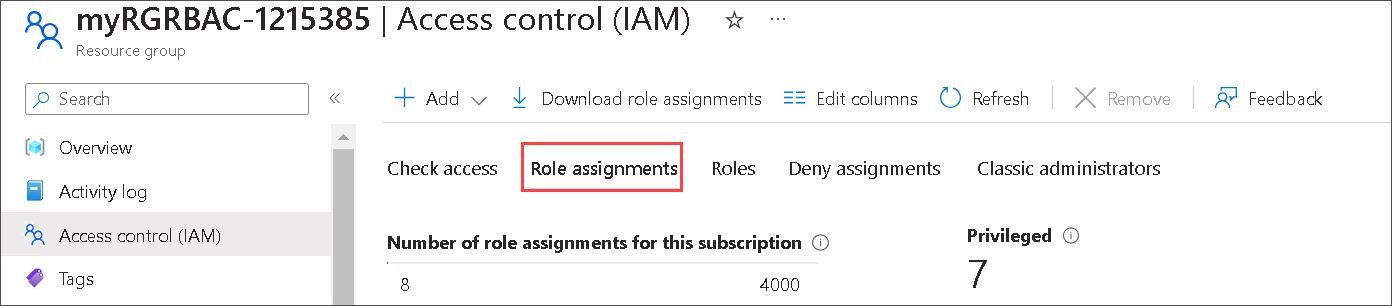 myRGRBAC-1215385 | Access control (IAM) ☆ ...
Resource group
Search «
Overview
Activity log
Access control (IAM)
Tags
+ Add Download role assignments Edit columns Refresh Remove Feedback
Check access Role assignments Roles Deny assignments Classic administrators
Number of role assignments for this subscription
8 4000
Privileged
7